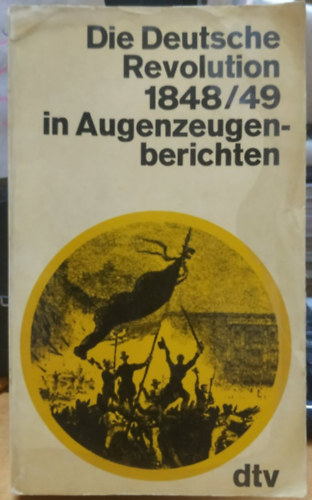 Die Deutsche
Revolution
1848/49
in Augenzeugen-
berichten
dtv